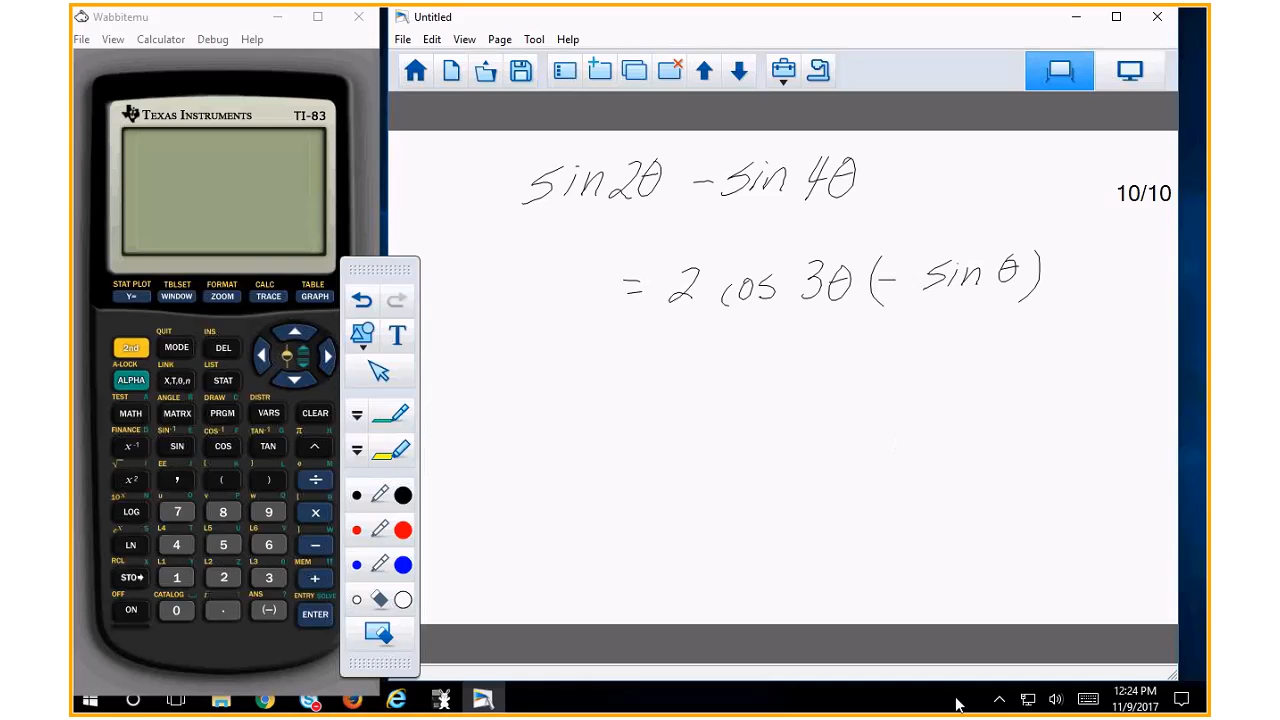 Wabbitemu
Untitled
File View Calculator Debug Help
File Edit View Page Tool Help
TEXAS INSTRUMENTS TI-83
sin2θ - sin 4θ
10/10
= 2 cos 3θ (- sin θ)
STAT PLOT TBLSET FORMAT CALC TABLE
Y= WINDOW ZOOM TRACE GRAPH
QUIT INS
2nd MODE DEL
A-LOCK LINK LIST
ALPHA X,T,θ,n STAT
TEST A ANGLE B DRAW C DISTR
MATH MATRX PRGM VARS CLEAR
FINANCE D SIN⁻¹ E COS⁻¹ F TAN⁻¹ G π H
x⁻¹ SIN COS TAN ^
√ I EE J { K } L e M
x² , ( ) ÷
10ˣ N u O v P w Q [ R
LOG 7 8 9 ×
eˣ S L4 T L5 U L6 V ] W
LN 4 5 6 −
RCL X L1 Y L2 Z L3 θ MEM "
STO→ 1 2 3 +
OFF CATALOG i ANS ? ENTRY SOLVE
ON 0 . (−) ENTER
T
12:24 PM
11/9/2017